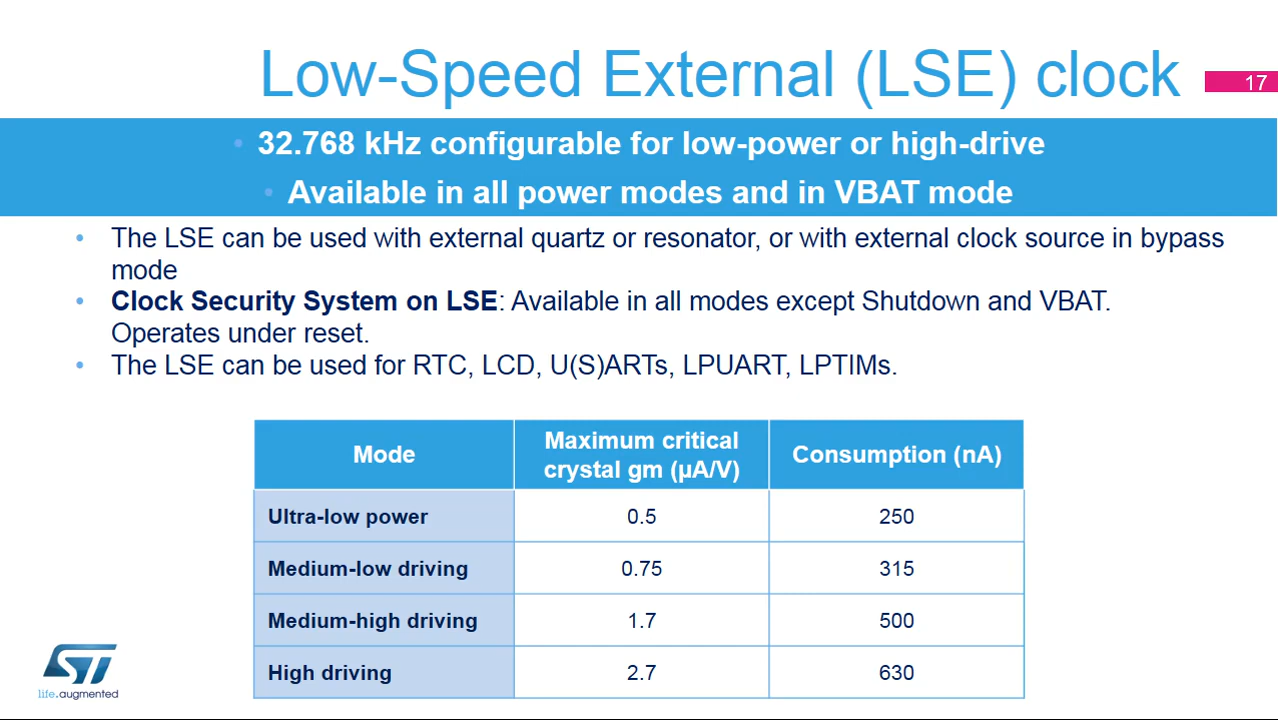 Low-Speed External (LSE) clock
17
• 32.768 kHz configurable for low-power or high-drive
• Available in all power modes and in VBAT mode
• The LSE can be used with external quartz or resonator, or with external clock source in bypass
mode
• Clock Security System on LSE: Available in all modes except Shutdown and VBAT.
Operates under reset.
• The LSE can be used for RTC, LCD, U(S)ARTs, LPUART, LPTIMs.
Mode
Maximum critical
crystal gm (µA/V)
Consumption (nA)
Ultra-low power 0.5 250
Medium-low driving 0.75 315
Medium-high driving 1.7 500
High driving 2.7 630
ST
life.augmented